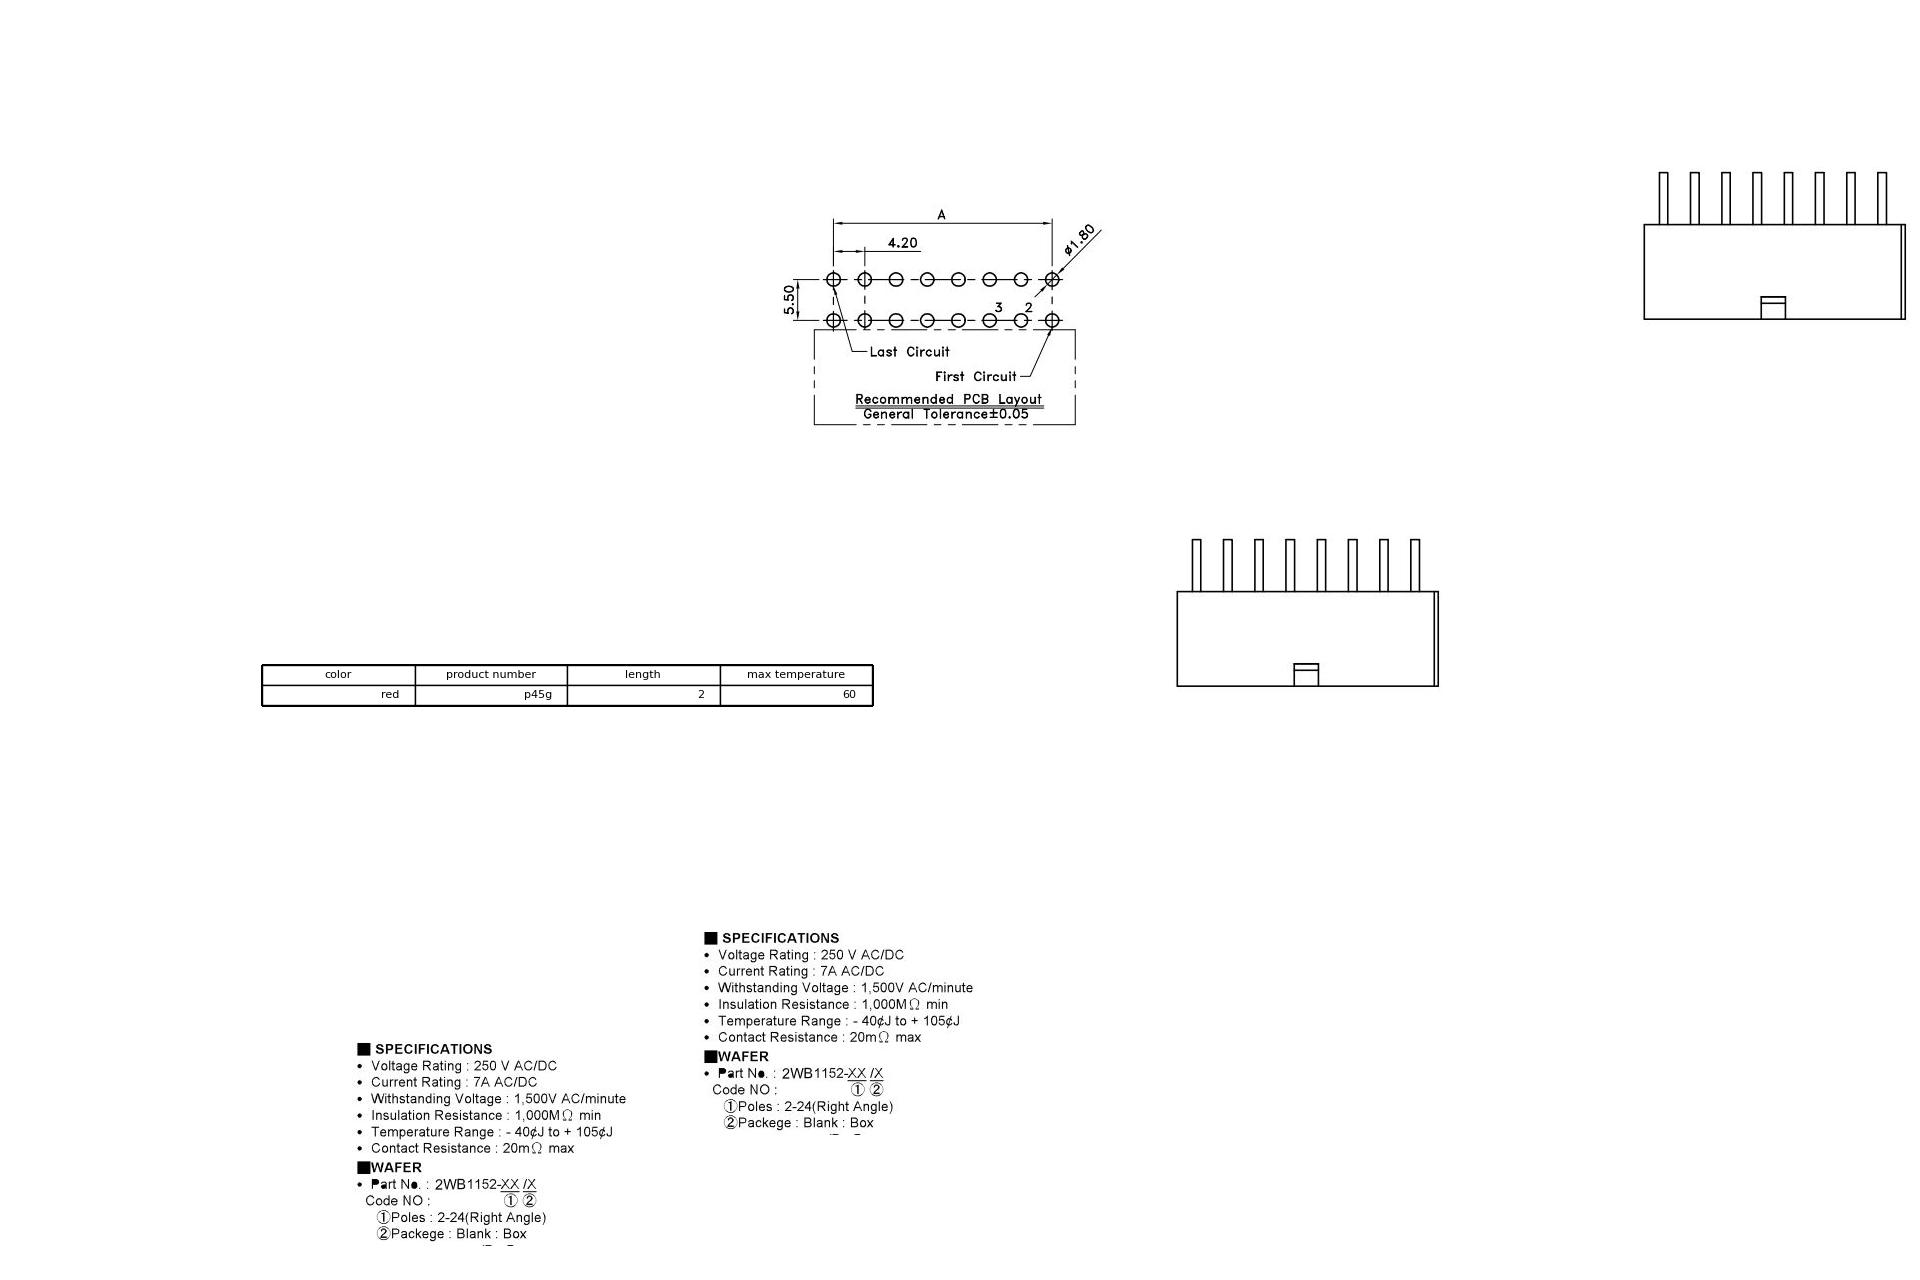 A
4.20
ø1.80
5.50
3 2
Last Circuit
First Circuit
Recommended PCB Layout
General Tolerance±0.05
color product number length max temperature
red p45g 2 60
■ SPECIFICATIONS
• Voltage Rating : 250 V AC/DC
• Current Rating : 7A AC/DC
• Withstanding Voltage : 1,500V AC/minute
• Insulation Resistance : 1,000MΩ min
• Temperature Range : - 40¢J to + 105¢J
• Contact Resistance : 20mΩ max
■WAFER
• Part No. : 2WB1152-XX /X
Code NO : ① ②
①Poles : 2-24(Right Angle)
②Packege : Blank : Box
■ SPECIFICATIONS
• Voltage Rating : 250 V AC/DC
• Current Rating : 7A AC/DC
• Withstanding Voltage : 1,500V AC/minute
• Insulation Resistance : 1,000MΩ min
• Temperature Range : - 40¢J to + 105¢J
• Contact Resistance : 20mΩ max
■WAFER
• Part No. : 2WB1152-XX /X
Code NO : ① ②
①Poles : 2-24(Right Angle)
②Packege : Blank : Box